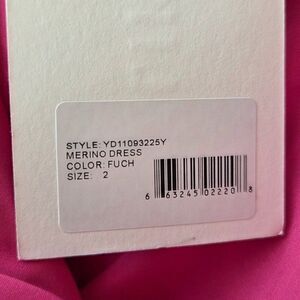 STYLE: YD11093225Y
MERINO DRESS
COLOR: FUCH
SIZE: 2
6 63245 02220 8